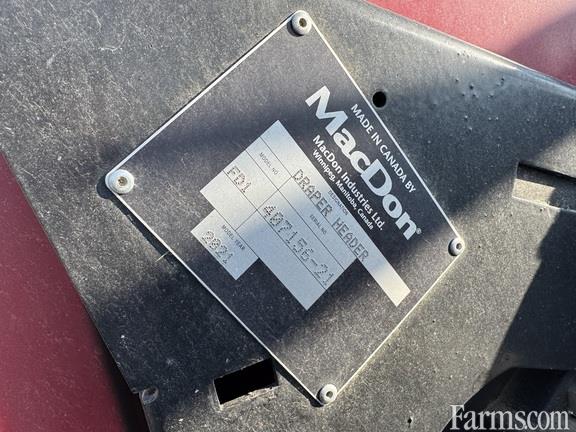 MADE IN CANADA BY
MacDon®
MacDon Industries Ltd.
Winnipeg, Manitoba, Canada
DESIGNATION
DRAPER HEADER
MODEL NO.
SERIAL NO.
FD1
407156-21
MODEL YEAR
2021
Farms.com